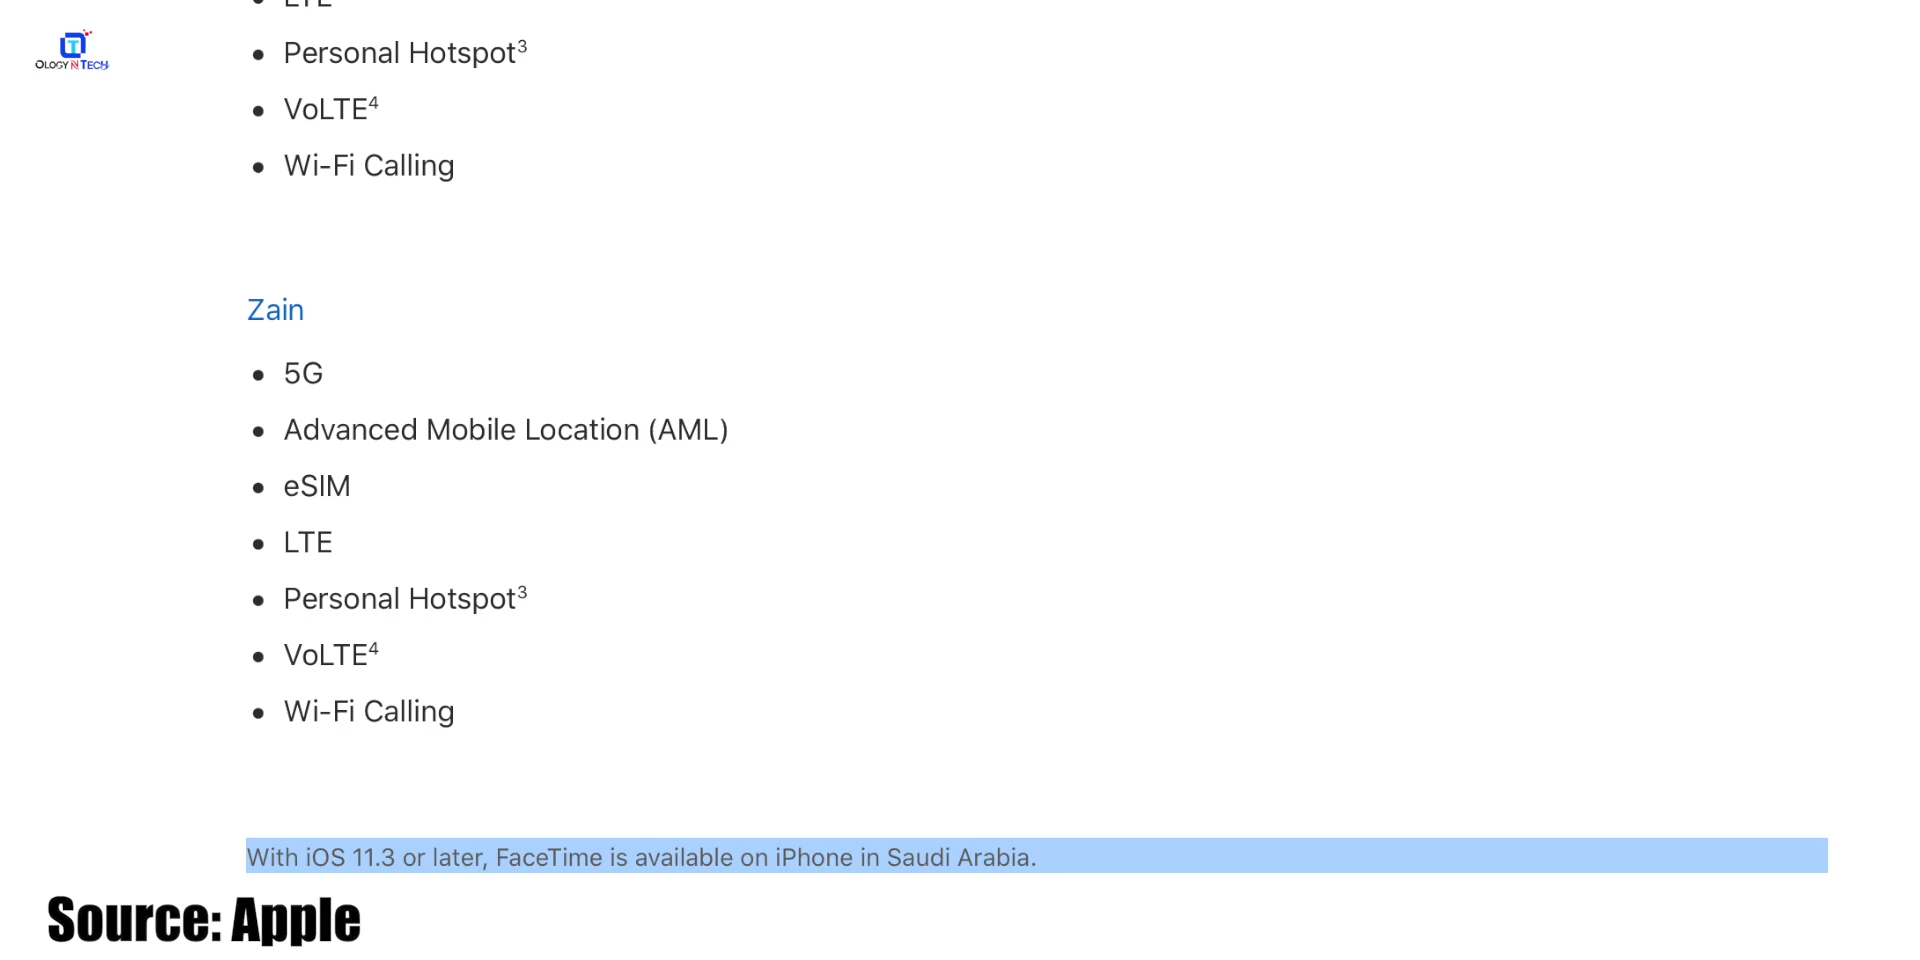 LTE
OLOGY N TECH
Personal Hotspot³
VoLTE⁴
Wi-Fi Calling
Zain
5G
Advanced Mobile Location (AML)
eSIM
LTE
Personal Hotspot³
VoLTE⁴
Wi-Fi Calling
With iOS 11.3 or later, FaceTime is available on iPhone in Saudi Arabia.
Source: Apple